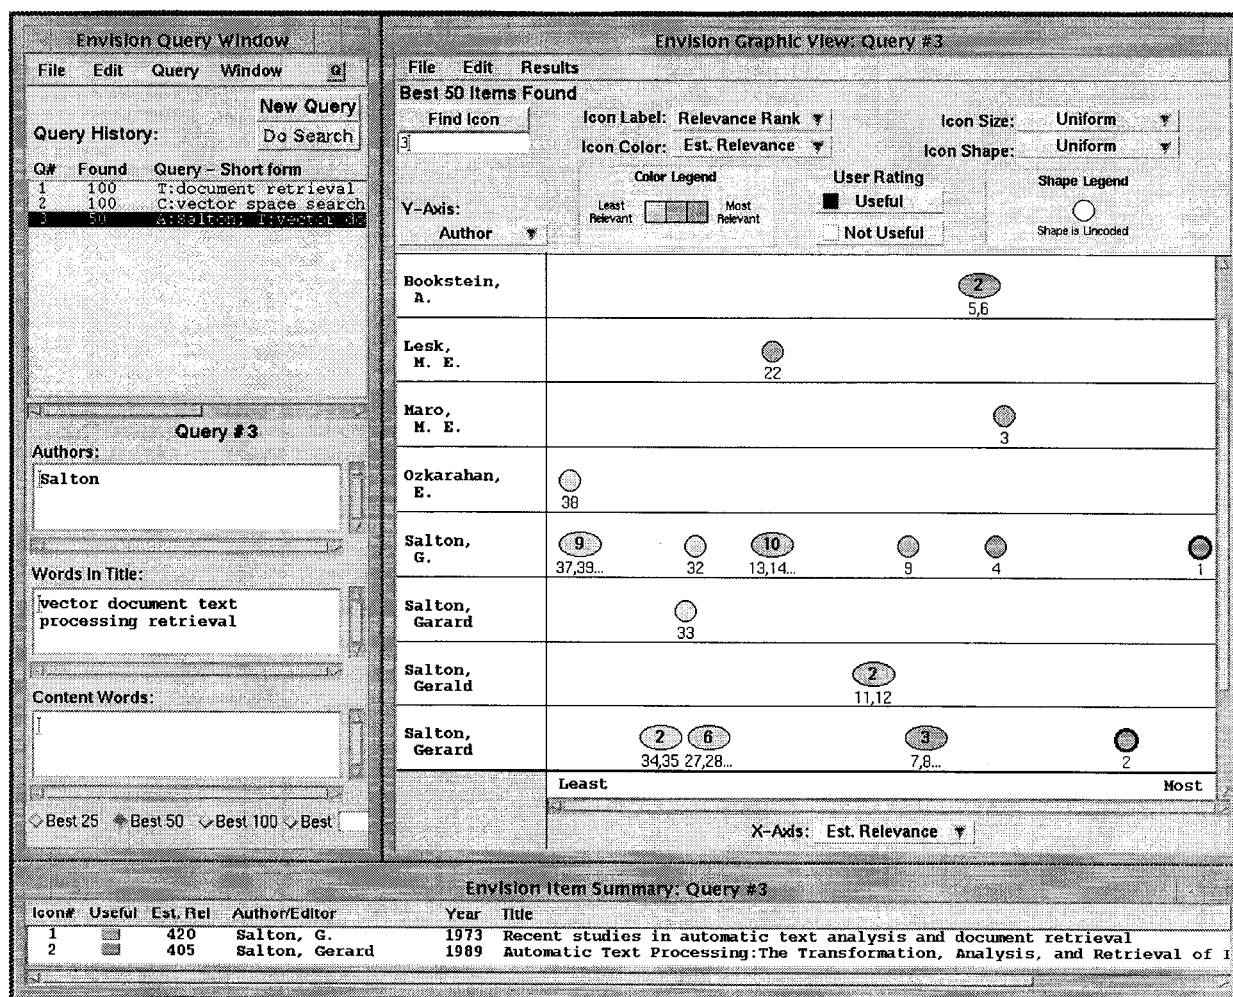 Envision Query Window
File Edit Query Window Q
New Query
Query History: Do Search
Q# Found Query – Short form
1 100 T:document retrieval
2 100 C:vector space search
3 50 A:salton; T:vector do
Query #3
Authors:
Salton
Words In Title:
vector document text
processing retrieval
Content Words:
Best 25 Best 50 Best 100 Best
Envision Graphic View: Query #3
File Edit Results
Best 50 Items Found
Find Icon
3
Icon Label: Relevance Rank
Icon Size: Uniform
Icon Color: Est. Relevance
Icon Shape: Uniform
Color Legend
Least Relevant
Most Relevant
User Rating
Useful
Not Useful
Shape Legend
Shape is Uncoded
Y-Axis:
Author
Bookstein, A.
2
5,6
Lesk, M. E.
22
Maro, M. E.
3
Ozkarahan, E.
38
Salton, G.
9 10
37,39... 32 13,14... 9 4 1
Salton, Garard
33
Salton, Gerald
2
11,12
Salton, Gerard
2 6 3
34,35 27,28... 7,8... 2
Least Most
X-Axis: Est. Relevance
Envision Item Summary: Query #3
Icon# Useful Est. Rel Author/Editor Year Title
1 420 Salton, G. 1973 Recent studies in automatic text analysis and document retrieval
2 405 Salton, Gerard 1989 Automatic Text Processing:The Transformation, Analysis, and Retrieval of I